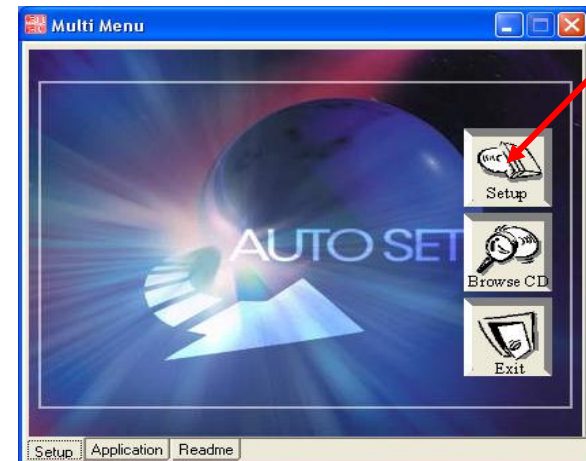 Multi Menu
Setup
AUTO SET
Browse CD
Exit
Setup Application Readme